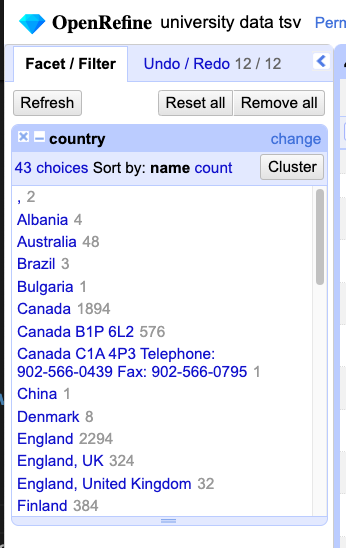 OpenRefine university data tsv Perm
Facet / Filter Undo / Redo 12 / 12
Refresh Reset all Remove all
country change
43 choices Sort by: name count Cluster
, 2
Albania 4
Australia 48
Brazil 3
Bulgaria 1
Canada 1894
Canada B1P 6L2 576
Canada C1A 4P3 Telephone:
902-566-0439 Fax: 902-566-0795 1
China 1
Denmark 8
England 2294
England, UK 324
England, United Kingdom 32
Finland 384